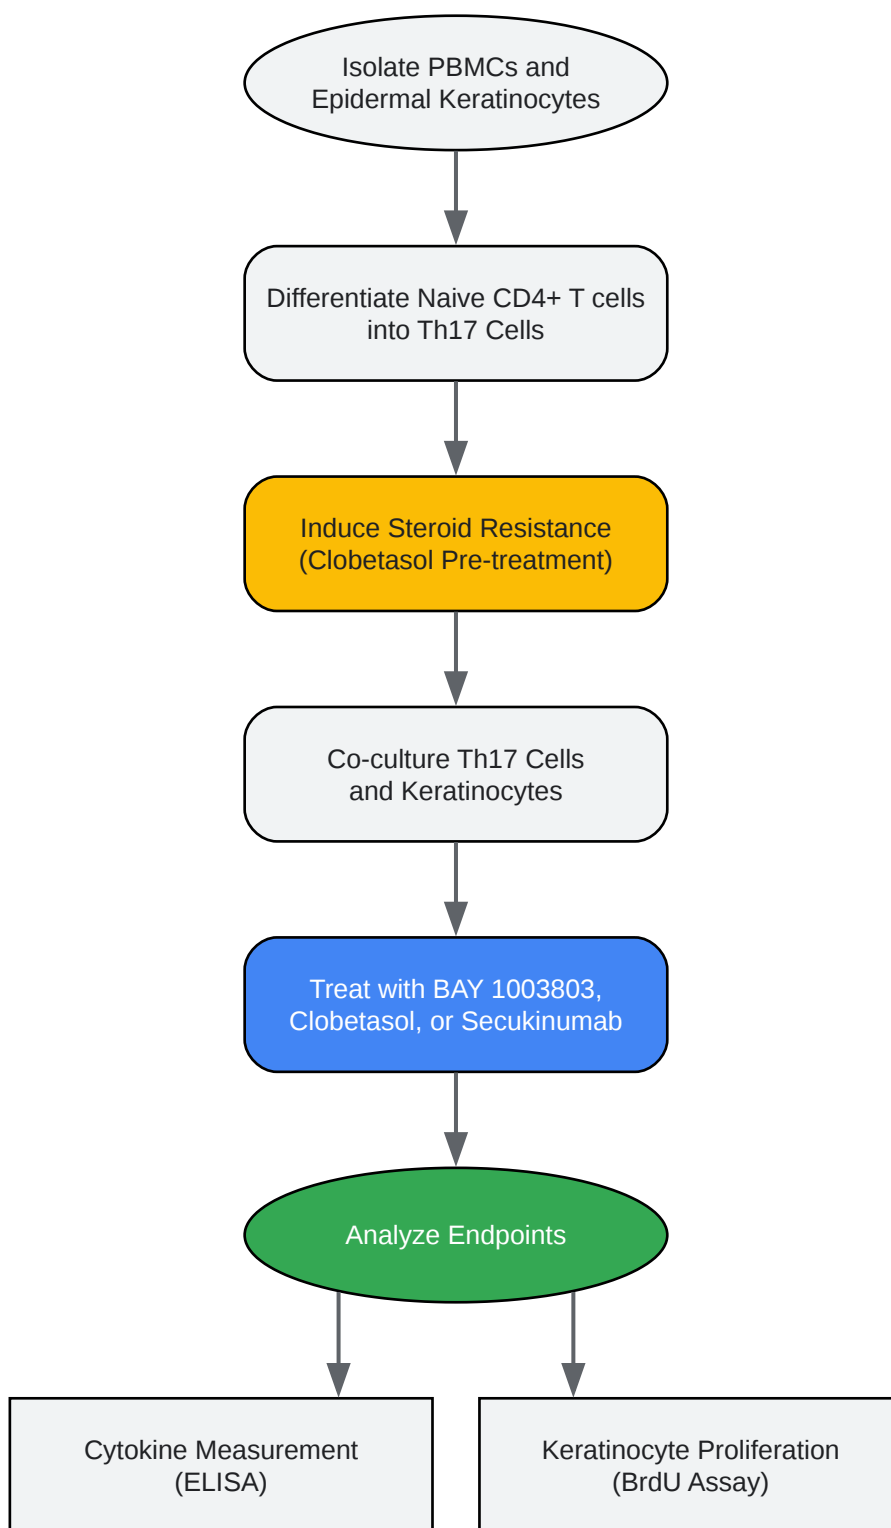 Isolate PBMCs and
Epidermal Keratinocytes
Differentiate Naive CD4+ T cells
into Th17 Cells
Induce Steroid Resistance
(Clobetasol Pre-treatment)
Co-culture Th17 Cells
and Keratinocytes
Treat with BAY 1003803,
Clobetasol, or Secukinumab
Analyze Endpoints
Cytokine Measurement
(ELISA)
Keratinocyte Proliferation
(BrdU Assay)